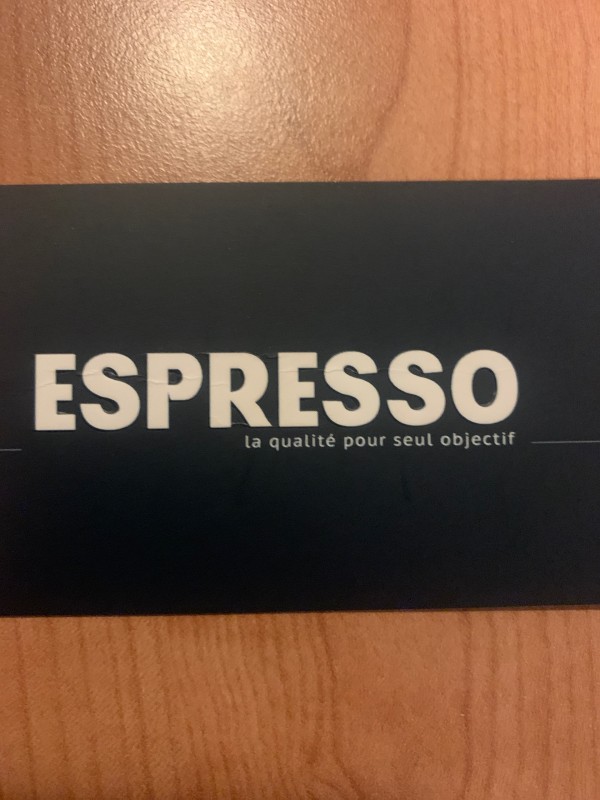 ESPRESSO
la qualité pour seul objectif